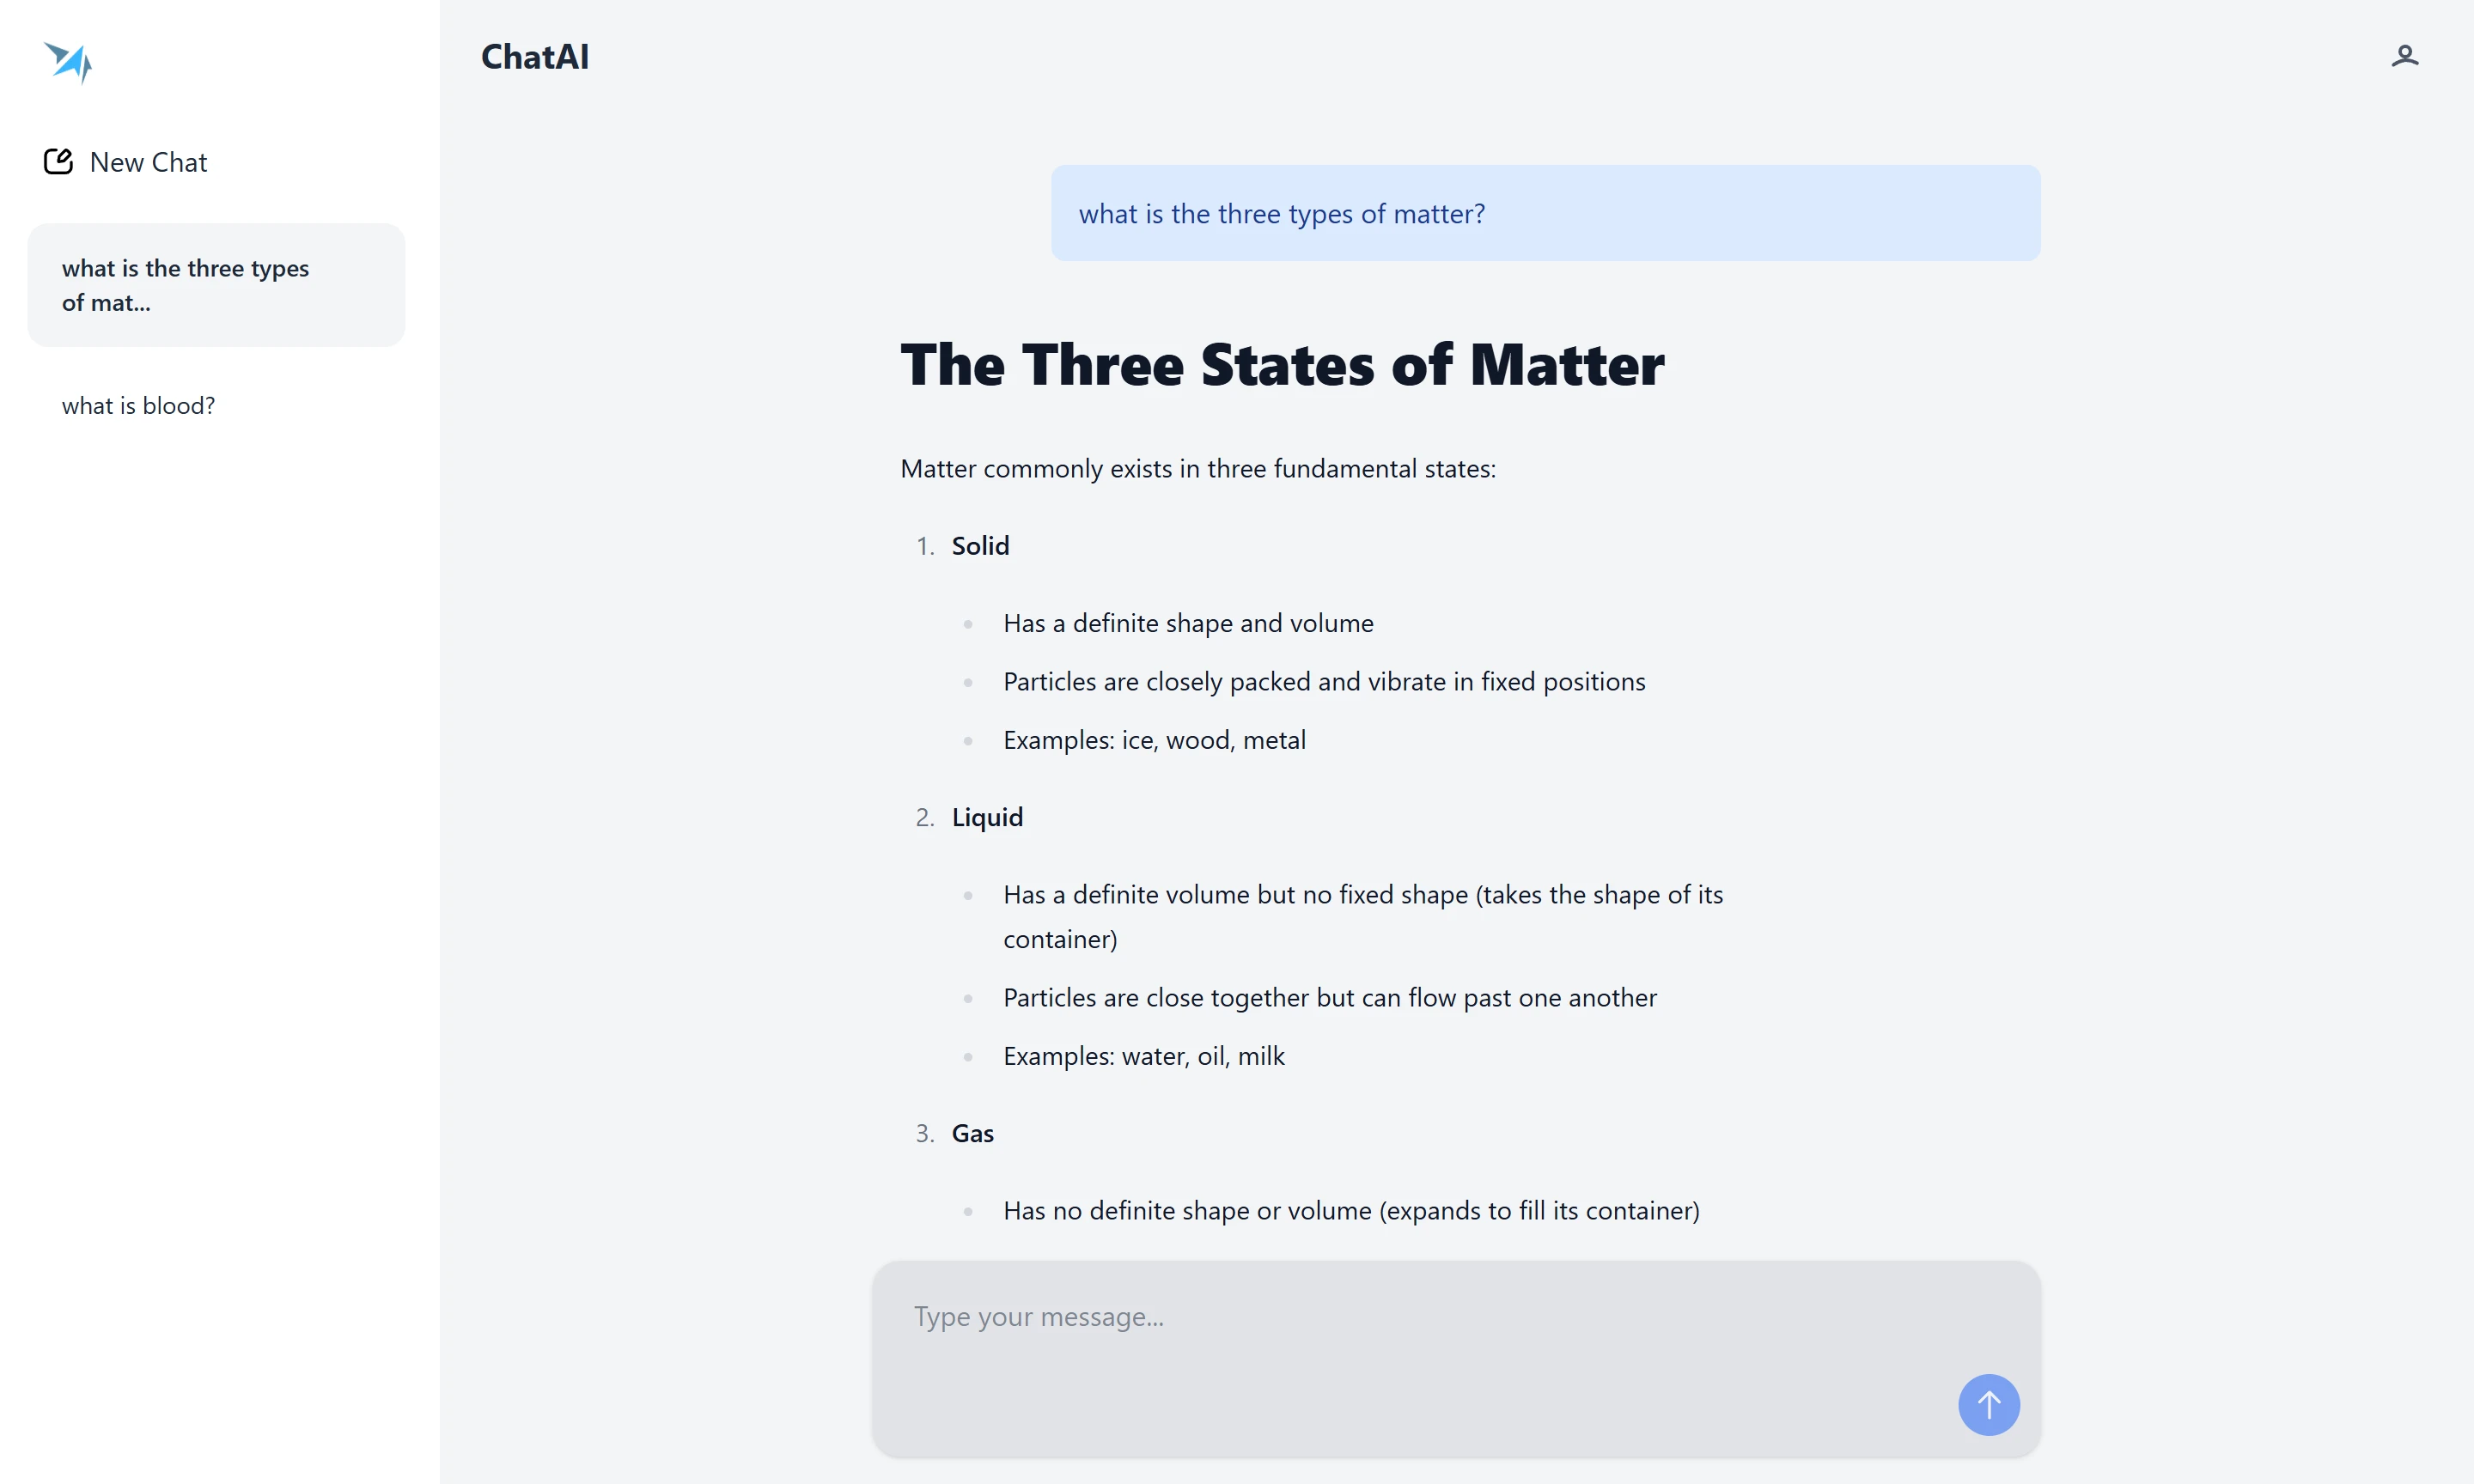 ChatAI
New Chat
what is the three types
of mat...
what is blood?
what is the three types of matter?
The Three States of Matter
Matter commonly exists in three fundamental states:
1. Solid
Has a definite shape and volume
Particles are closely packed and vibrate in fixed positions
Examples: ice, wood, metal
2. Liquid
Has a definite volume but no fixed shape (takes the shape of its
container)
Particles are close together but can flow past one another
Examples: water, oil, milk
3. Gas
Has no definite shape or volume (expands to fill its container)
Type your message...